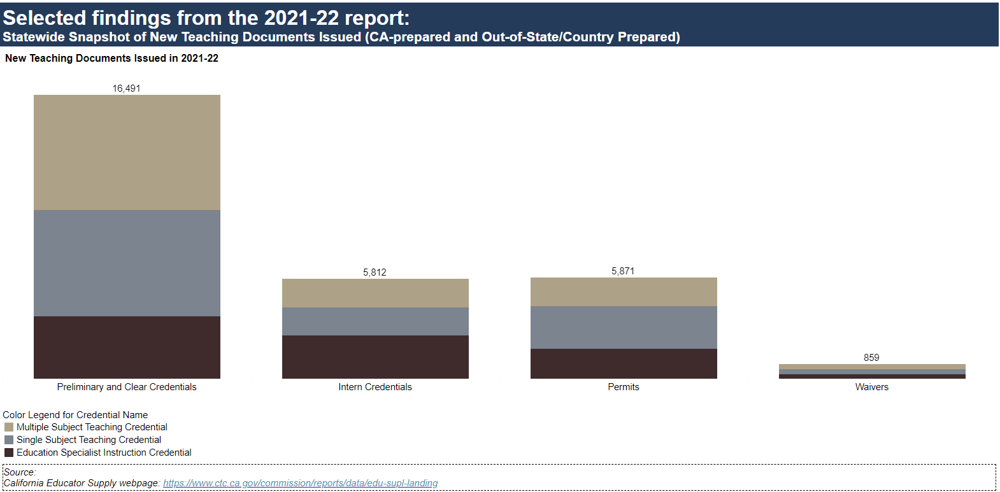 Selected findings from the 2021-22 report:
Statewide Snapshot of New Teaching Documents Issued (CA-prepared and Out-of-State/Country Prepared)
New Teaching Documents Issued in 2021-22
16,491
5,812
5,871
859
Preliminary and Clear Credentials
Intern Credentials
Permits
Waivers
Color Legend for Credential Name
Multiple Subject Teaching Credential
Single Subject Teaching Credential
Education Specialist Instruction Credential
Source:
California Educator Supply webpage: https://www.ctc.ca.gov/commission/reports/data/edu-supl-landing